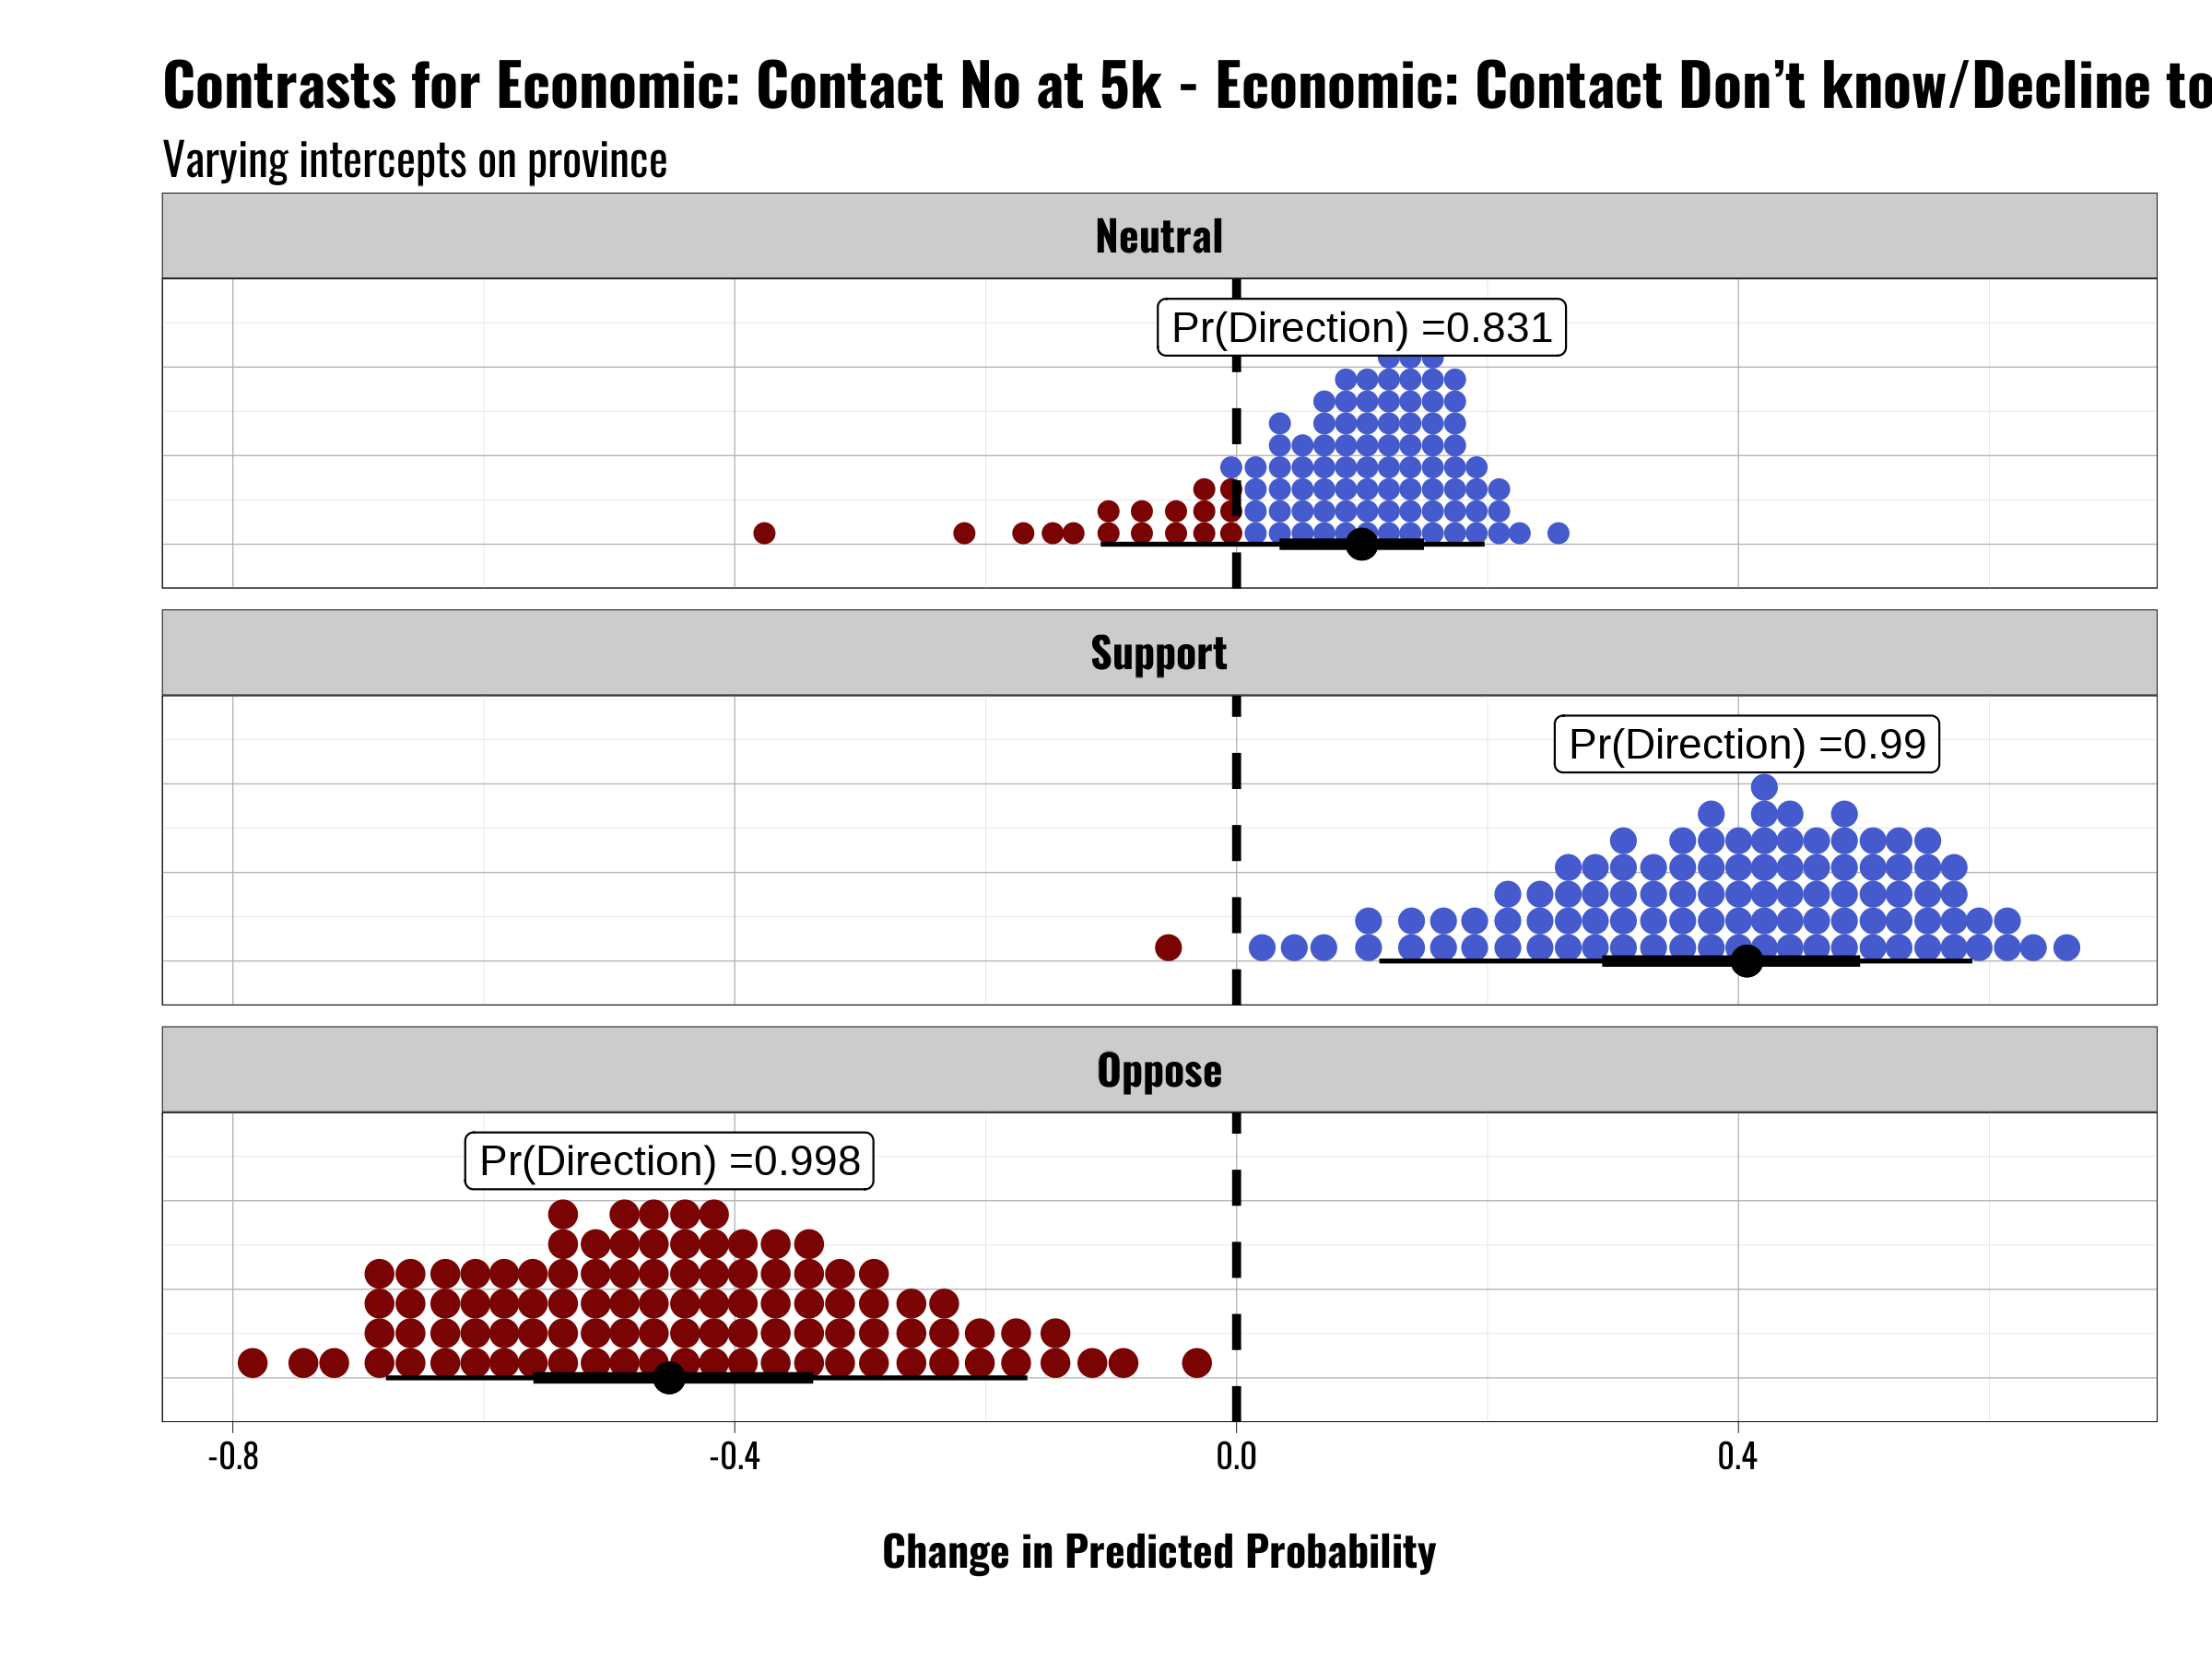 Contrasts for Economic: Contact No at 5k - Economic: Contact Don’t know/Decline to
Varying intercepts on province
Neutral
Pr(Direction) =0.831
Support
Pr(Direction) =0.99
Oppose
Pr(Direction) =0.998
-0.8 -0.4 0.0 0.4
Change in Predicted Probability